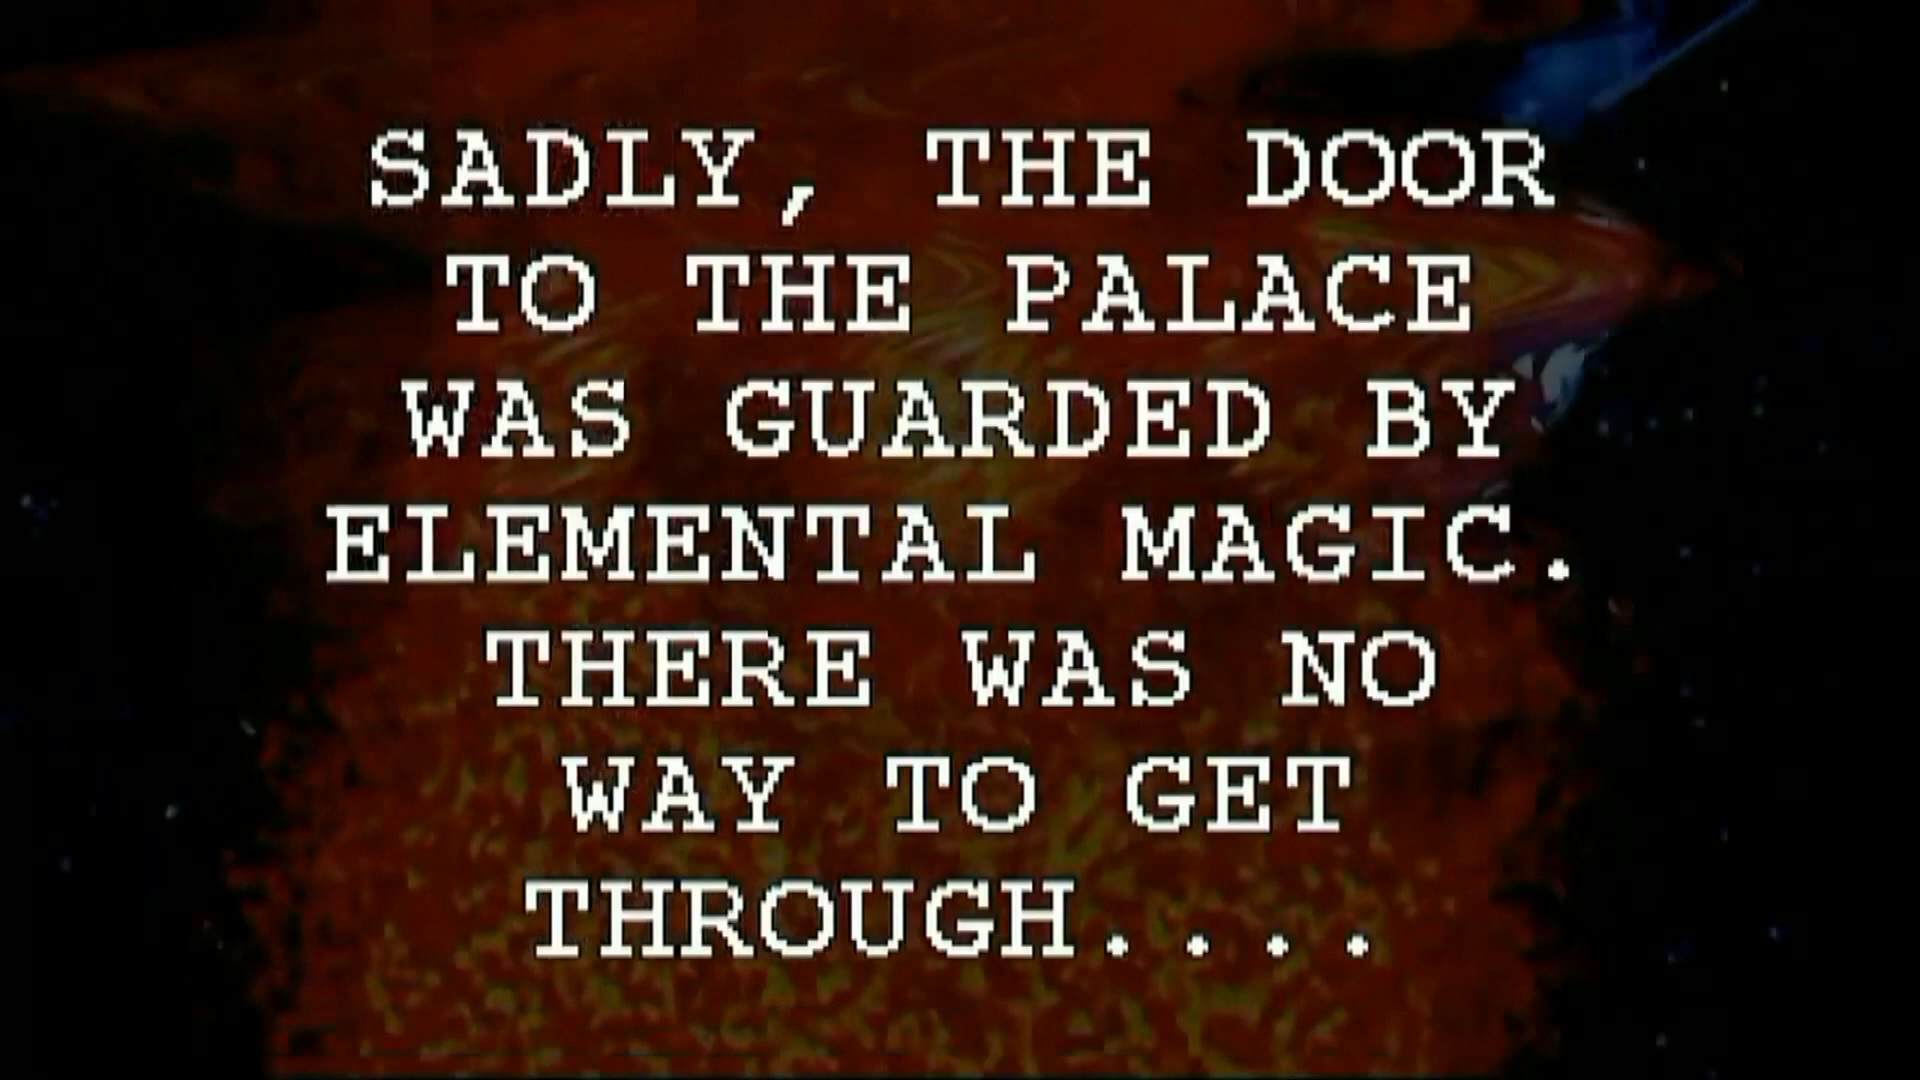 SADLY, THE DOOR
TO THE PALACE
WAS GUARDED BY
ELEMENTAL MAGIC.
THERE WAS NO
WAY TO GET
THROUGH....